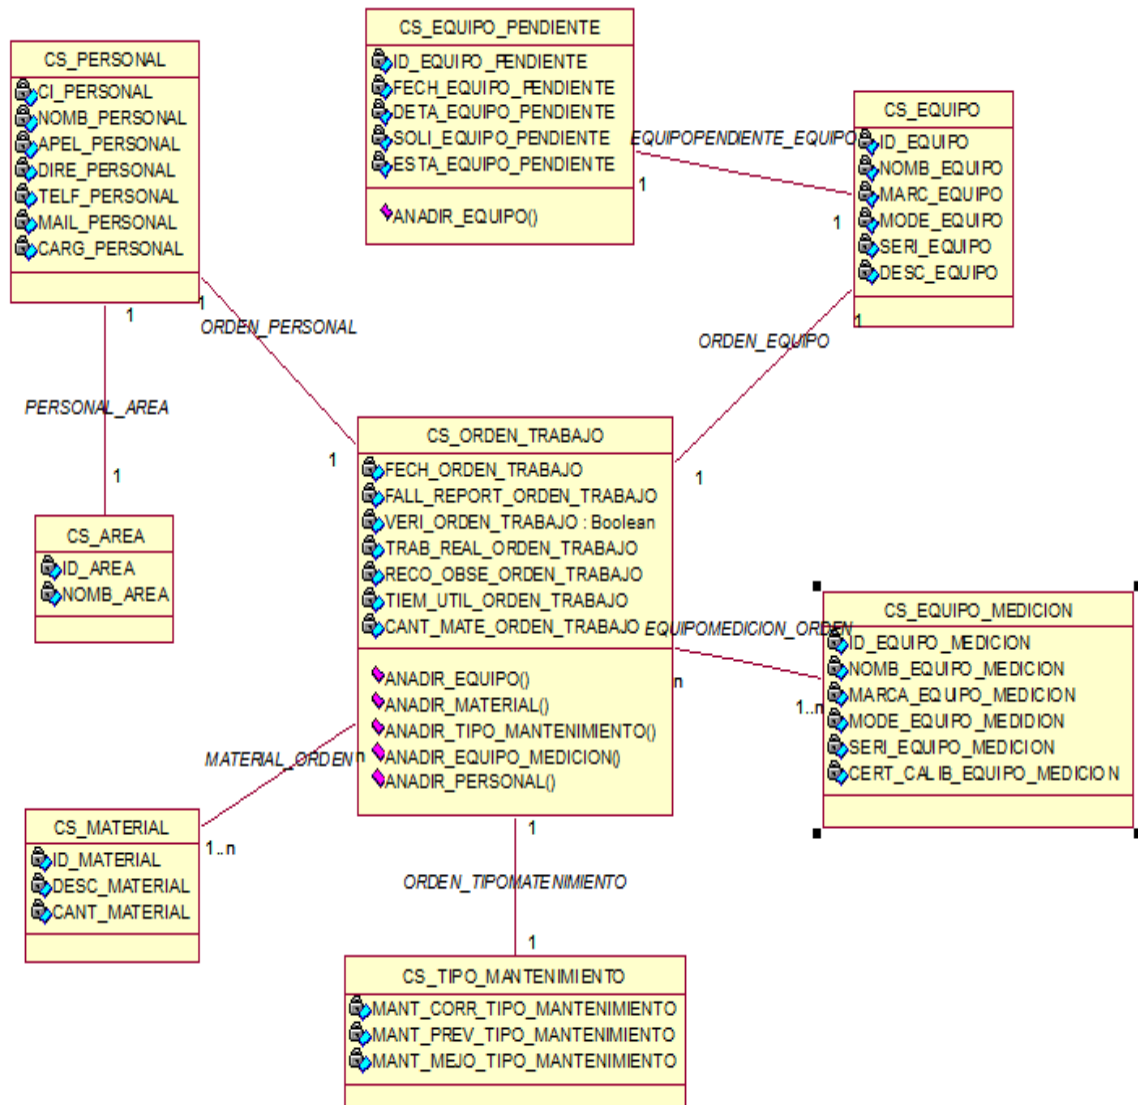 CS_PERSONAL
CI_PERSONAL
NOMB_PERSONAL
APEL_PERSONAL
DIRE_PERSONAL
TELF_PERSONAL
MAIL_PERSONAL
CARG_PERSONAL
CS_EQUIPO_PENDIENTE
ID_EQUIPO_PENDIENTE
FECH_EQUIPO_PENDIENTE
DETA_EQUIPO_PENDIENTE
SOLI_EQUIPO_PENDIENTE
ESTA_EQUIPO_PENDIENTE
ANADIR_EQUIPO()
EQUIPOPENDIENTE_EQUIPO
1
1
CS_EQUIPO
ID_EQUIPO
NOMB_EQUIPO
MARC_EQUIPO
MODE_EQUIPO
SERI_EQUIPO
DESC_EQUIPO
1
ORDEN_PERSONAL
1
1
ORDEN_EQUIPO
1
1
PERSONAL_AREA
1
CS_AREA
ID_AREA
NOMB_AREA
CS_ORDEN_TRABAJO
FECH_ORDEN_TRABAJO
FALL_REPORT_ORDEN_TRABAJO
VERI_ORDEN_TRABAJO : Boolean
TRAB_REAL_ORDEN_TRABAJO
RECO_OBSE_ORDEN_TRABAJO
TIEM_UTIL_ORDEN_TRABAJO
CANT_MATE_ORDEN_TRABAJO
ANADIR_EQUIPO()
ANADIR_MATERIAL()
ANADIR_TIPO_MANTENIMIENTO()
ANADIR_EQUIPO_MEDICION()
ANADIR_PERSONAL()
EQUIPOMEDICION_ORDEN
n
1..n
CS_EQUIPO_MEDICION
ID_EQUIPO_MEDICION
NOMB_EQUIPO_MEDICION
MARCA_EQUIPO_MEDICION
MODE_EQUIPO_MEDIDION
SERI_EQUIPO_MEDICION
CERT_CALIB_EQUIPO_MEDICION
MATERIAL_ORDEN
n
1..n
CS_MATERIAL
ID_MATERIAL
DESC_MATERIAL
CANT_MATERIAL
1
ORDEN_TIPOMATENIMIENTO
1
CS_TIPO_MANTENIMIENTO
MANT_CORR_TIPO_MANTENIMIENTO
MANT_PREV_TIPO_MANTENIMIENTO
MANT_MEJO_TIPO_MANTENIMIENTO